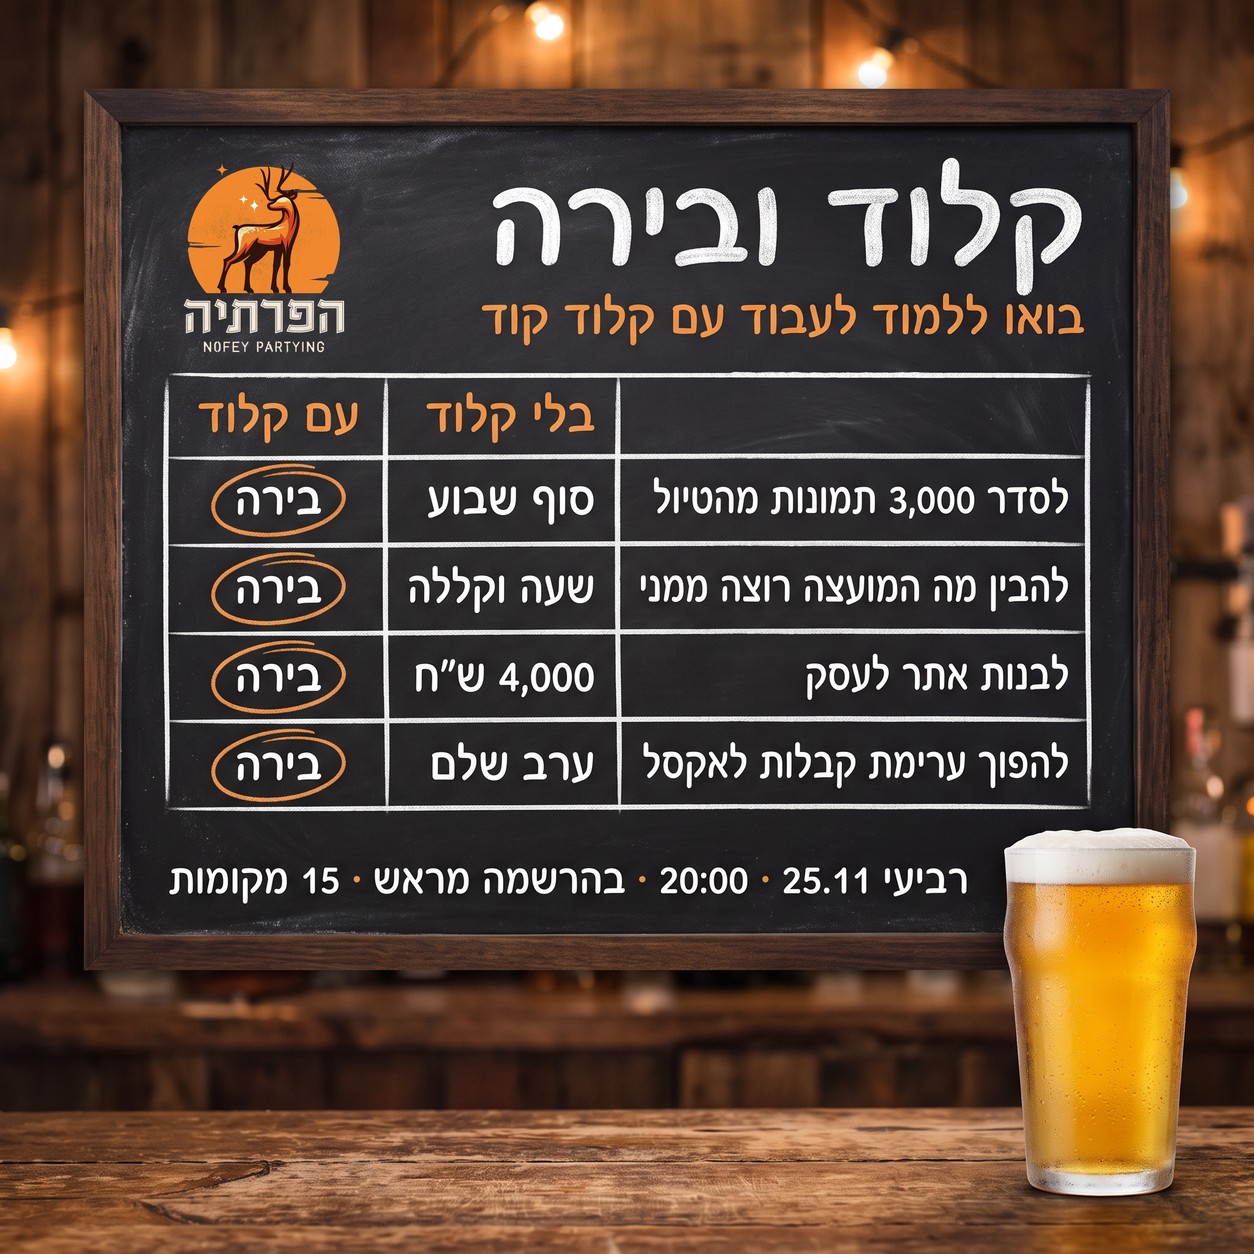 קלוד ובירה
בואו ללמוד לעבוד עם קלוד קוד
הפרתיה
NOFEY PARTYING
בלי קלוד עם קלוד
לסדר 3,000 תמונות מהטיול סוף שבוע בירה
להבין מה המועצה רוצה ממני שעה וקללה בירה
לבנות אתר לעסק 4,000 ש"ח בירה
להפוך ערימת קבלות לאקסל ערב שלם בירה
רביעי 25.11 · 20:00 · בהרשמה מראש · 15 מקומות